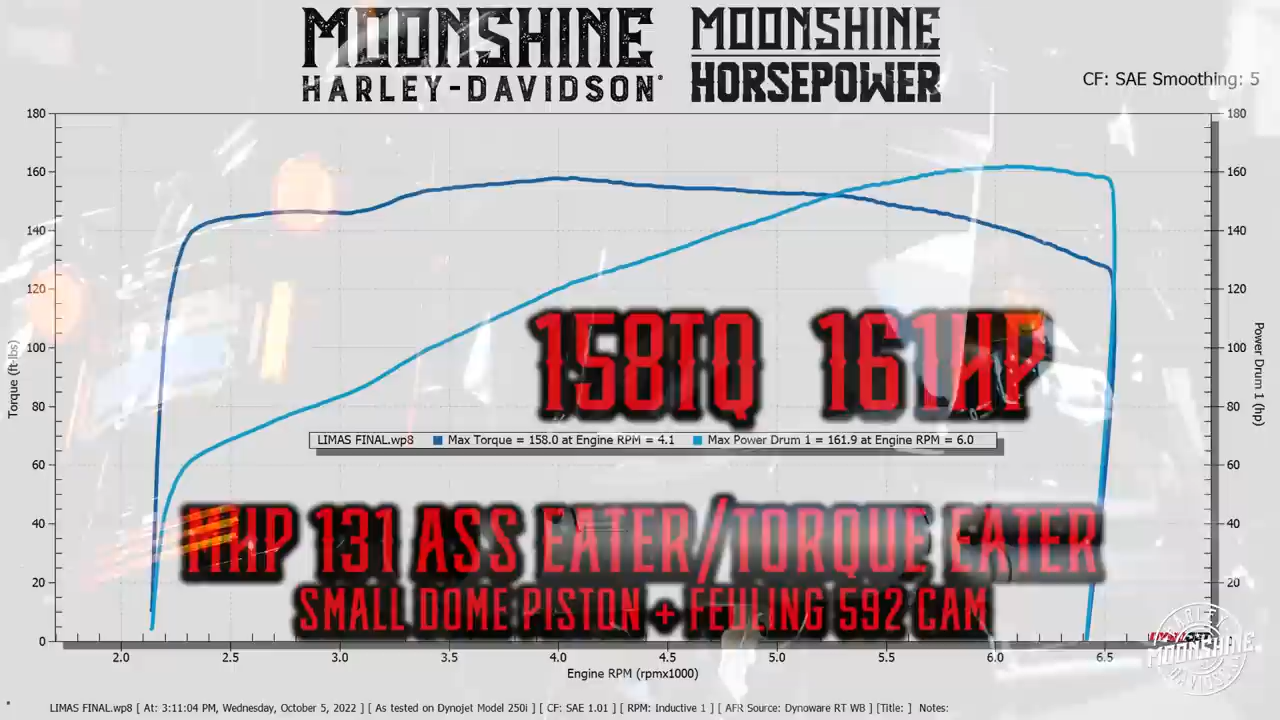 MOONSHINE MOONSHINE
HARLEY-DAVIDSON® HORSEPOWER
CF: SAE Smoothing: 5
180 180
160 160
140 140
120 120
100 100
80 80
60 60
40 40
20 20
0
Torque (ft-lbs)
Power Drum 1 (hp)
158TQ 161HP
LIMAS FINAL.wp8 Max Torque = 158.0 at Engine RPM = 4.1 Max Power Drum 1 = 161.9 at Engine RPM = 6.0
MHP 131 ASS EATER/TORQUE EATER
SMALL DOME PISTON + FEULING 592 CAM
MOONSHINE
2.0 2.5 3.0 3.5 4.0 4.5 5.0 5.5 6.0 6.5
Engine RPM (rpmx1000)
LIMAS FINAL.wp8 [ At: 3:11:04 PM, Wednesday, October 5, 2022 ] [ As tested on Dynojet Model 250i ] [ CF: SAE 1.01 ] [ RPM: Inductive 1 ] [ AFR Source: Dynoware RT WB ] [Title: ] Notes: